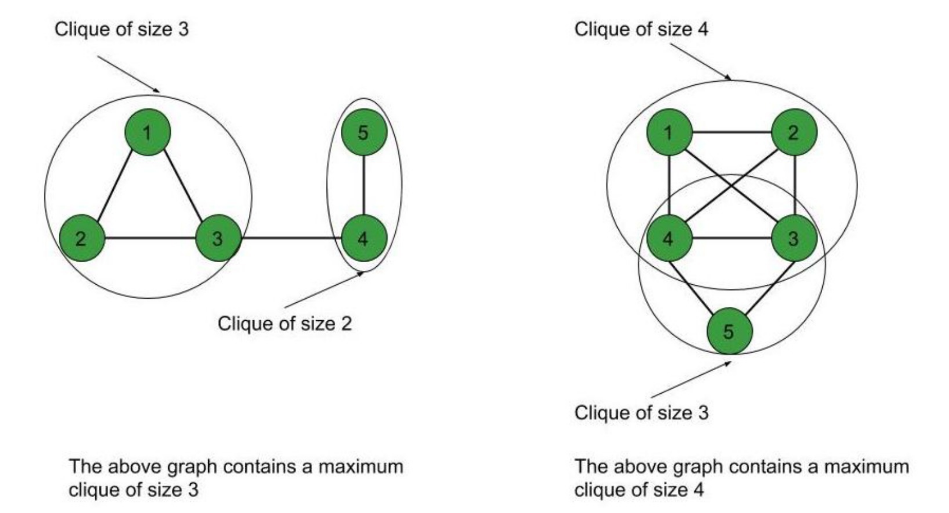 Clique of size 3
1
5
2
3
4
Clique of size 2
The above graph contains a maximum
clique of size 3
Clique of size 4
1
2
4
3
5
Clique of size 3
The above graph contains a maximum
clique of size 4